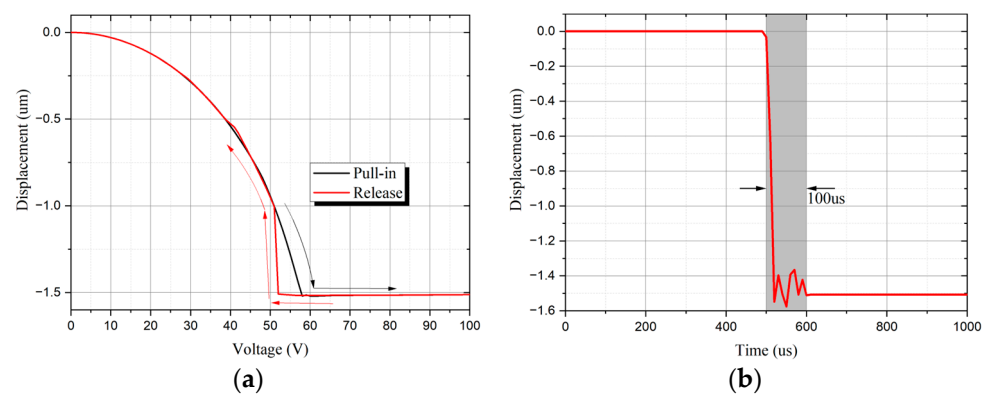 (a)
0.0
-0.5
-1.0
-1.5
Displacement (um)
0 10 20 30 40 50 60 70 80 90 100
Voltage (V)
Pull-in
Release
(b)
0.0
-0.2
-0.4
-0.6
-0.8
-1.0
-1.2
-1.4
-1.6
Displacement (um)
100us
0 200 400 600 800 1000
Time (us)
(a)
(b)